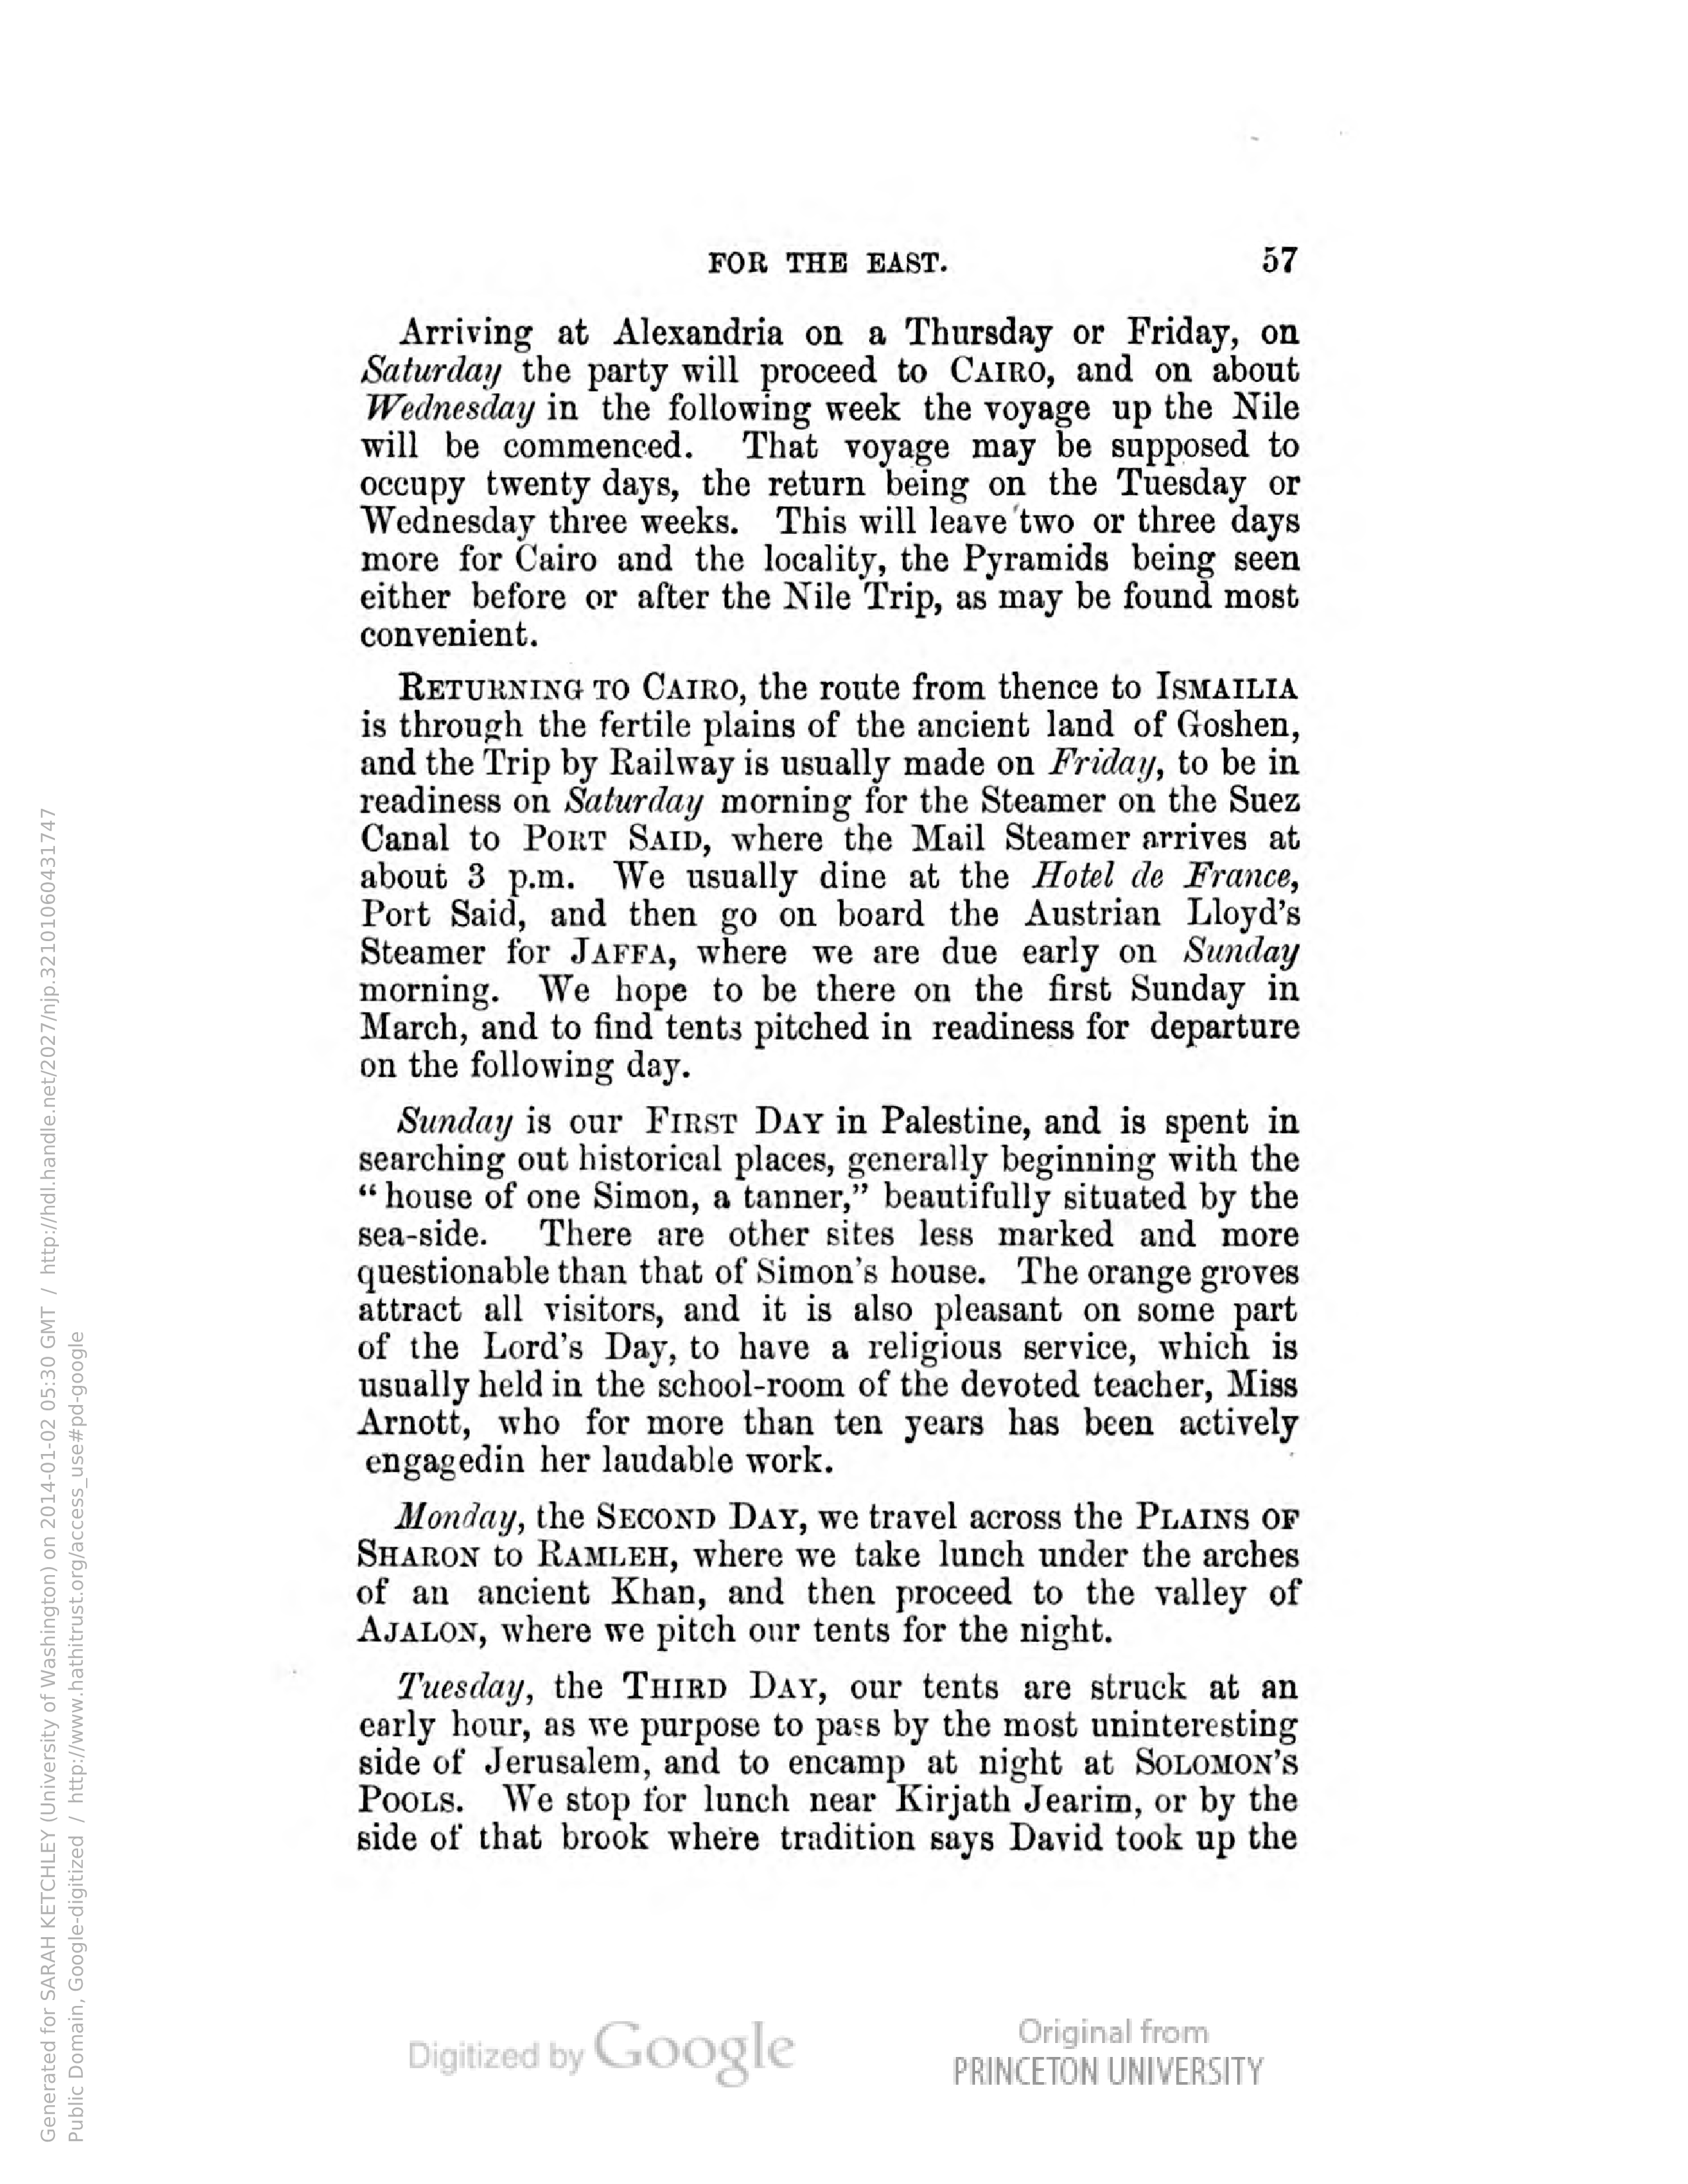 FOR THE EAST. 57
Arriving at Alexandria on a Thursday or Friday, on
Saturday the party will proceed to CAIRO, and on about
Wednesday in the following week the voyage up the Nile
will be commenced. That voyage may be supposed to
occupy twenty days, the return being on the Tuesday or
Wednesday three weeks. This will leave two or three days
more for Cairo and the locality, the Pyramids being seen
either before or after the Nile Trip, as may be found most
convenient.
RETURNING TO CAIRO, the route from thence to ISMAILIA
is through the fertile plains of the ancient land of Goshen,
and the Trip by Railway is usually made on Friday, to be in
readiness on Saturday morning for the Steamer on the Suez
Canal to PORT SAID, where the Mail Steamer arrives at
about 3 p.m. We usually dine at the Hotel de France,
Port Said, and then go on board the Austrian Lloyd's
Steamer for JAFFA, where we are due early on Sunday
morning. We hope to be there on the first Sunday in
March, and to find tents pitched in readiness for departure
on the following day.
Sunday is our FIRST DAY in Palestine, and is spent in
searching out historical places, generally beginning with the
“ house of one Simon, a tanner,” beautifully situated by the
sea-side. There are other sites less marked and more
questionable than that of Simon's house. The orange groves
attract all visitors, and it is also pleasant on some part
of the Lord's Day, to have a religious service, which is
usually held in the school-room of the devoted teacher, Miss
Arnott, who for more than ten years has been actively
engagedin her laudable work.
Monday, the SECOND DAY, we travel across the PLAINS OF
SHARON to RAMLEH, where we take lunch under the arches
of an ancient Khan, and then proceed to the valley of
AJALON, where we pitch our tents for the night.
Tuesday, the THIRD DAY, our tents are struck at an
early hour, as we purpose to pass by the most uninteresting
side of Jerusalem, and to encamp at night at SOLOMON'S
POOLS. We stop for lunch near Kirjath Jearim, or by the
side of that brook where tradition says David took up the
Generated for SARAH KETCHLEY (University of Washington) on 2014-01-02 05:30 GMT / http://hdl.handle.net/2027/njp.32101060431747
Public Domain, Google-digitized / http://www.hathitrust.org/access_use#pd-google
Digitized by Google
Original from
PRINCETON UNIVERSITY